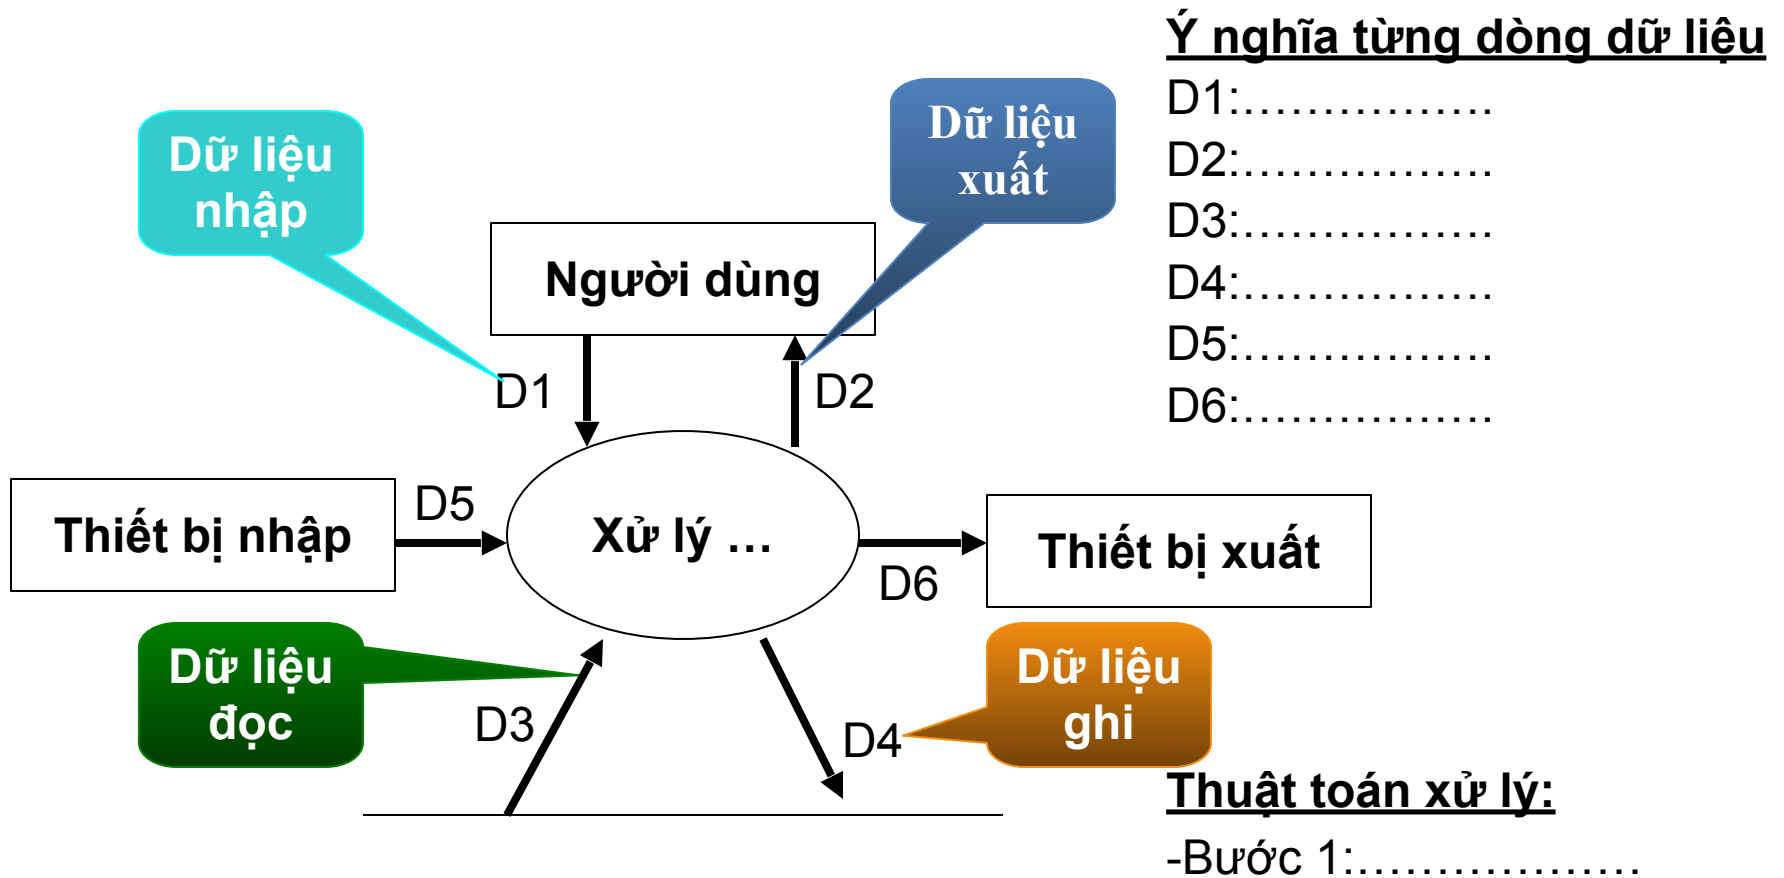 Ý nghĩa từng dòng dữ liệu
D1:................
D2:................
D3:................
D4:................
D5:................
D6:................
Dữ liệu
nhập
Dữ liệu
xuất
Người dùng
D1
D2
Thiết bị nhập
D5
Xử lý ...
D6
Thiết bị xuất
Dữ liệu
đọc
D3
D4
Dữ liệu
ghi
Thuật toán xử lý:
-Bước 1:..................